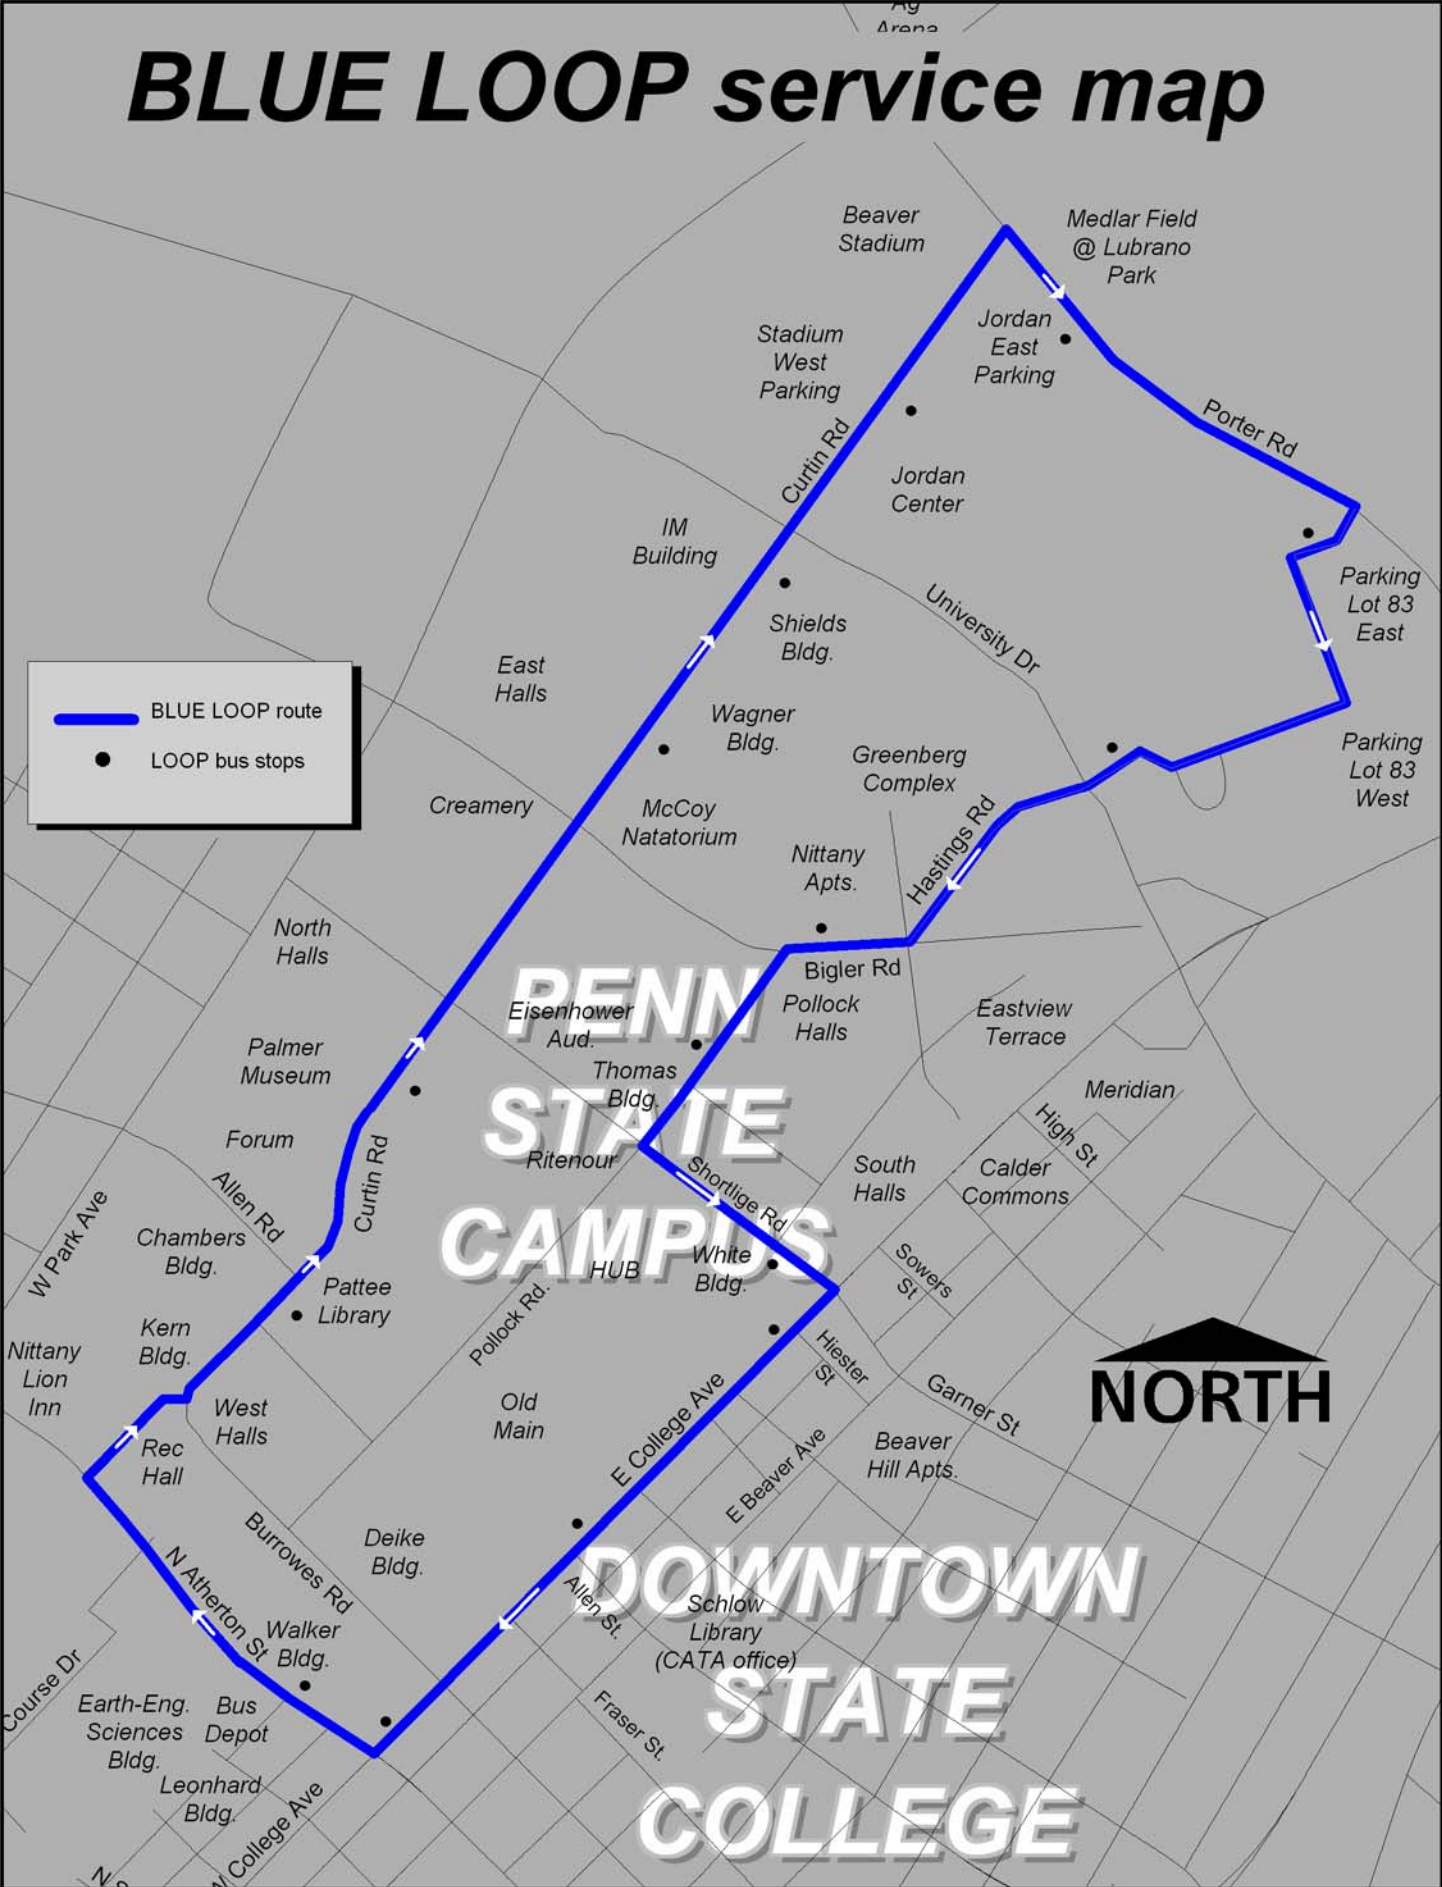 Ag
Arena
BLUE LOOP service map
Beaver
Stadium
Medlar Field
@ Lubrano
Park
Stadium
West
Parking
Jordan
East
Parking
Curtin Rd
Porter Rd
Jordan
Center
IM
Building
Parking
Lot 83
East
University Dr
Shields
Bldg.
East
Halls
BLUE LOOP route
LOOP bus stops
Wagner
Bldg.
Greenberg
Complex
Parking
Lot 83
West
Creamery
McCoy
Natatorium
Hastings Rd
Nittany
Apts.
North
Halls
Bigler Rd
PENN
STATE
CAMPUS
Eisenhower
Aud.
Pollock
Halls
Eastview
Terrace
Palmer
Museum
Thomas
Bldg.
Meridian
High St
Forum
Ritenour
Shortlige Rd
South
Halls
Calder
Commons
Allen Rd
Curtin Rd
W Park Ave
Chambers
Bldg.
HUB
White
Bldg.
Sowers
St
Pattee
Library
Pollock Rd.
Kern
Bldg.
Nittany
Lion
Inn
Hiester
St
NORTH
West
Halls
Old
Main
E College Ave
Garner St
Rec
Hall
E Beaver Ave
Beaver
Hill Apts.
Burrowes Rd
Deike
Bldg.
N Atherton St
DOWNTOWN
STATE
COLLEGE
Allen St.
Schlow
Library
(CATA office)
Walker
Bldg.
Course Dr
Earth-Eng.
Sciences
Bldg.
Bus
Depot
Fraser St.
Leonhard
Bldg.
W College Ave
N